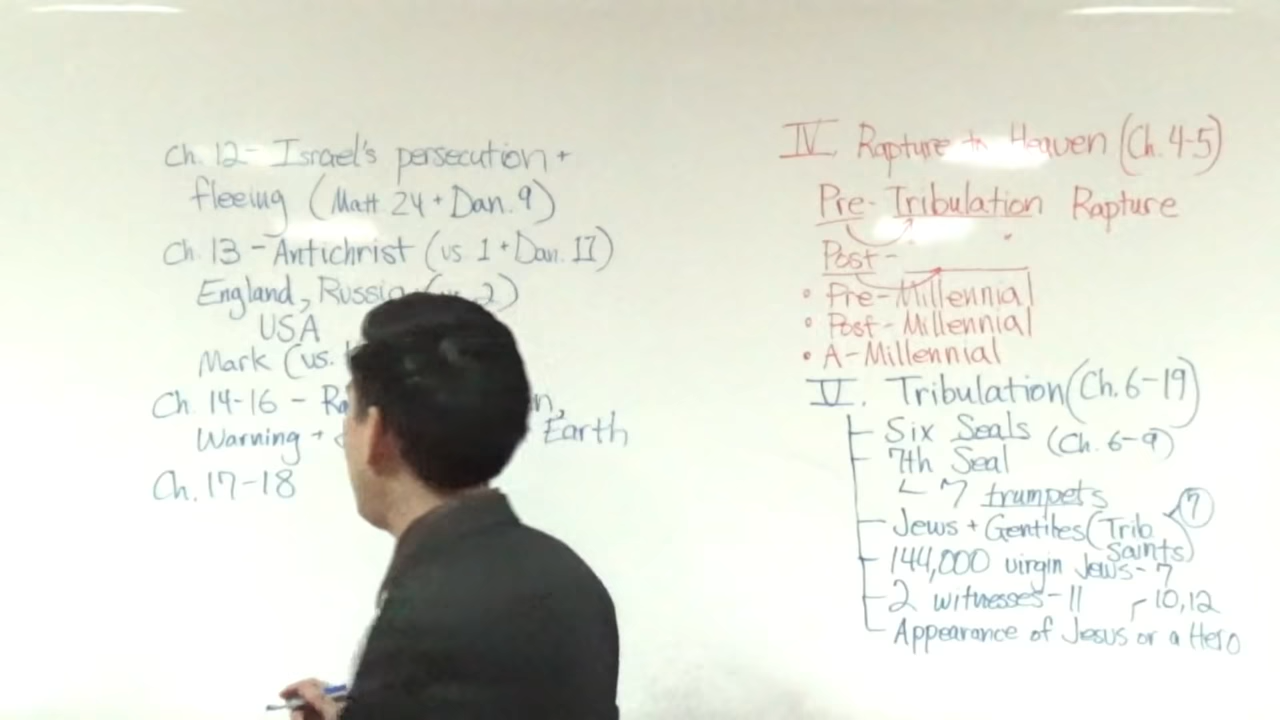 Ch. 12 - Israel's persecution +
fleeing (Matt. 24 + Dan. 9)
Ch. 13 - Antichrist (vs. 1 + Dan. 11)
England, Russia 2)
USA
Mark (vs.
Ch. 14-16 -
Warning + Earth
Ch. 17-18
IV. Rapture to Heaven (Ch. 4-5)
Pre-Tribulation Rapture
Post-
• Pre-Millennial
• Post-Millennial
• A-Millennial
V. Tribulation (Ch. 6-19)
Six Seals (Ch. 6-9)
7th Seal
7 trumpets
Jews + Gentiles (Trib. 7
Saints)
144,000 virgin Jews - 7
2 witnesses - 11 10, 12
Appearance of Jesus or a Hero